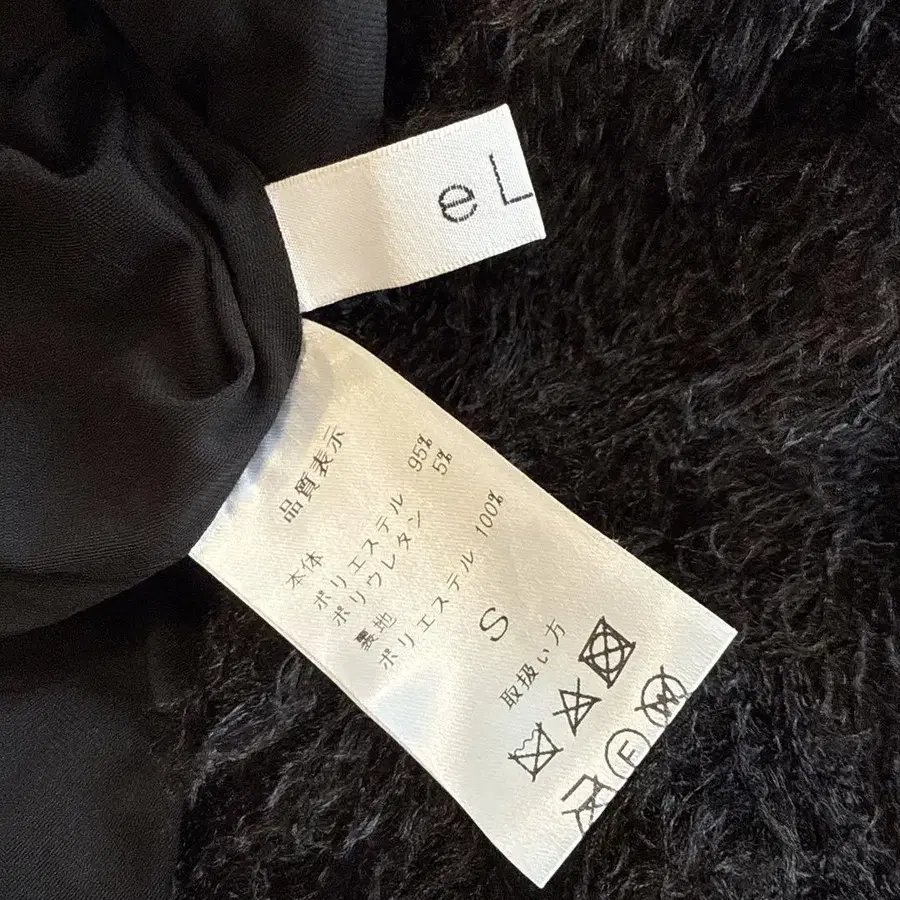 eL
品質表示
本体
ポリエステル 95%
ポリウレタン 5%
裏地
ポリエステル 100%
S
取扱い方
F
W